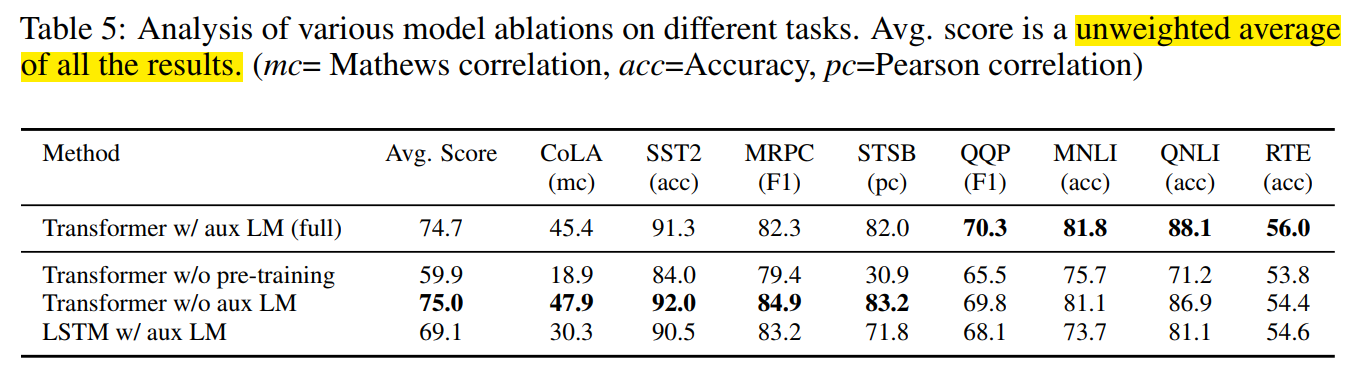 Table 5: Analysis of various model ablations on different tasks. Avg. score is a unweighted average
of all the results. (mc= Mathews correlation, acc=Accuracy, pc=Pearson correlation)
Method Avg. Score CoLA SST2 MRPC STSB QQP MNLI QNLI RTE
(mc) (acc) (F1) (pc) (F1) (acc) (acc) (acc)
Transformer w/ aux LM (full) 74.7 45.4 91.3 82.3 82.0 70.3 81.8 88.1 56.0
Transformer w/o pre-training 59.9 18.9 84.0 79.4 30.9 65.5 75.7 71.2 53.8
Transformer w/o aux LM 75.0 47.9 92.0 84.9 83.2 69.8 81.1 86.9 54.4
LSTM w/ aux LM 69.1 30.3 90.5 83.2 71.8 68.1 73.7 81.1 54.6